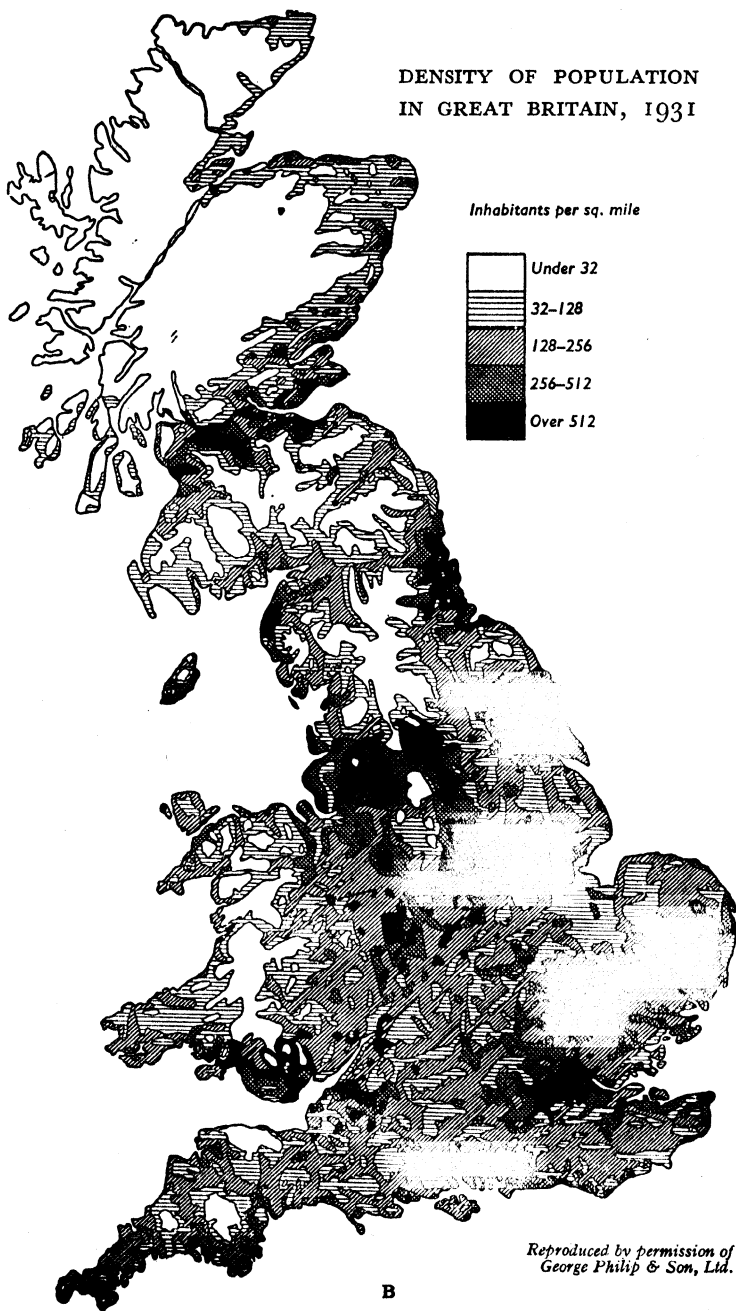 DENSITY OF POPULATION
IN GREAT BRITAIN, 1931
Inhabitants per sq. mile
Under 32
32–128
128–256
256–512
Over 512
Reproduced by permission of
George Philip & Son, Ltd.
B